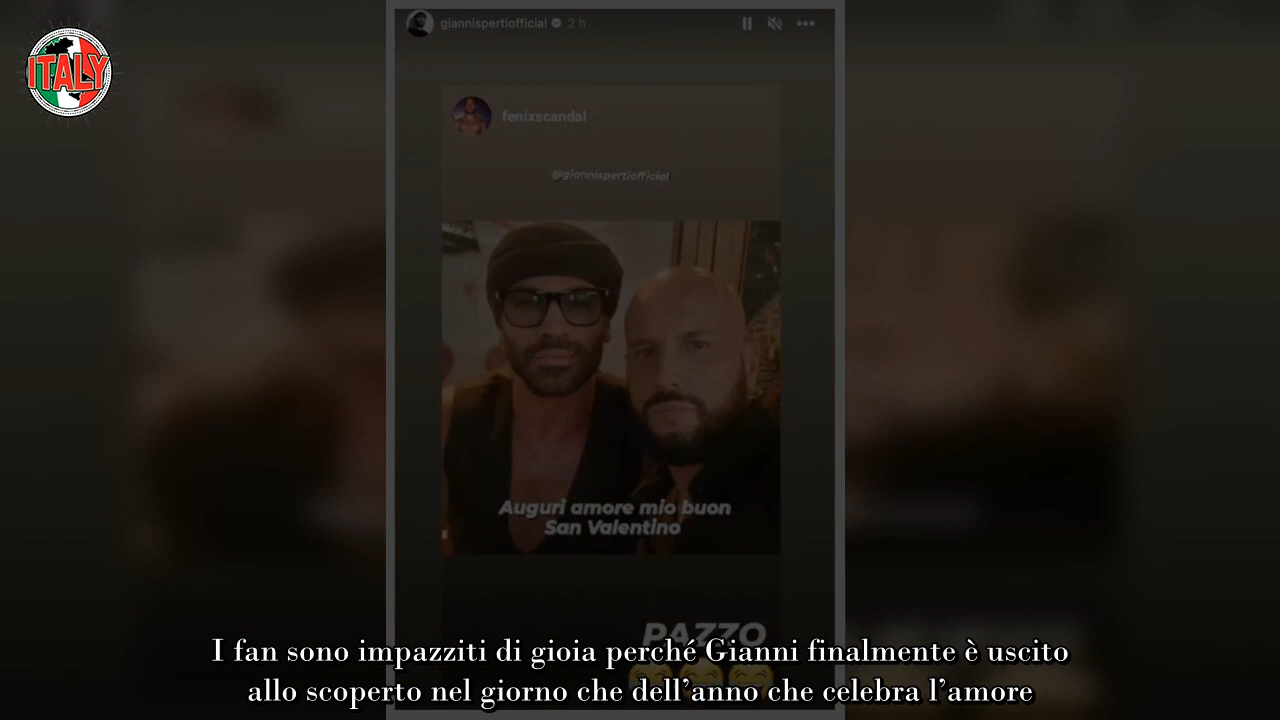 ITALY
giannispertiofficial 2 h
fenixscandal
@giannispertiofficial
Auguri amore mio buon
San Valentino
PAZZO
I fan sono impazziti di gioia perché Gianni finalmente è uscito
allo scoperto nel giorno che dell’anno che celebra l’amore